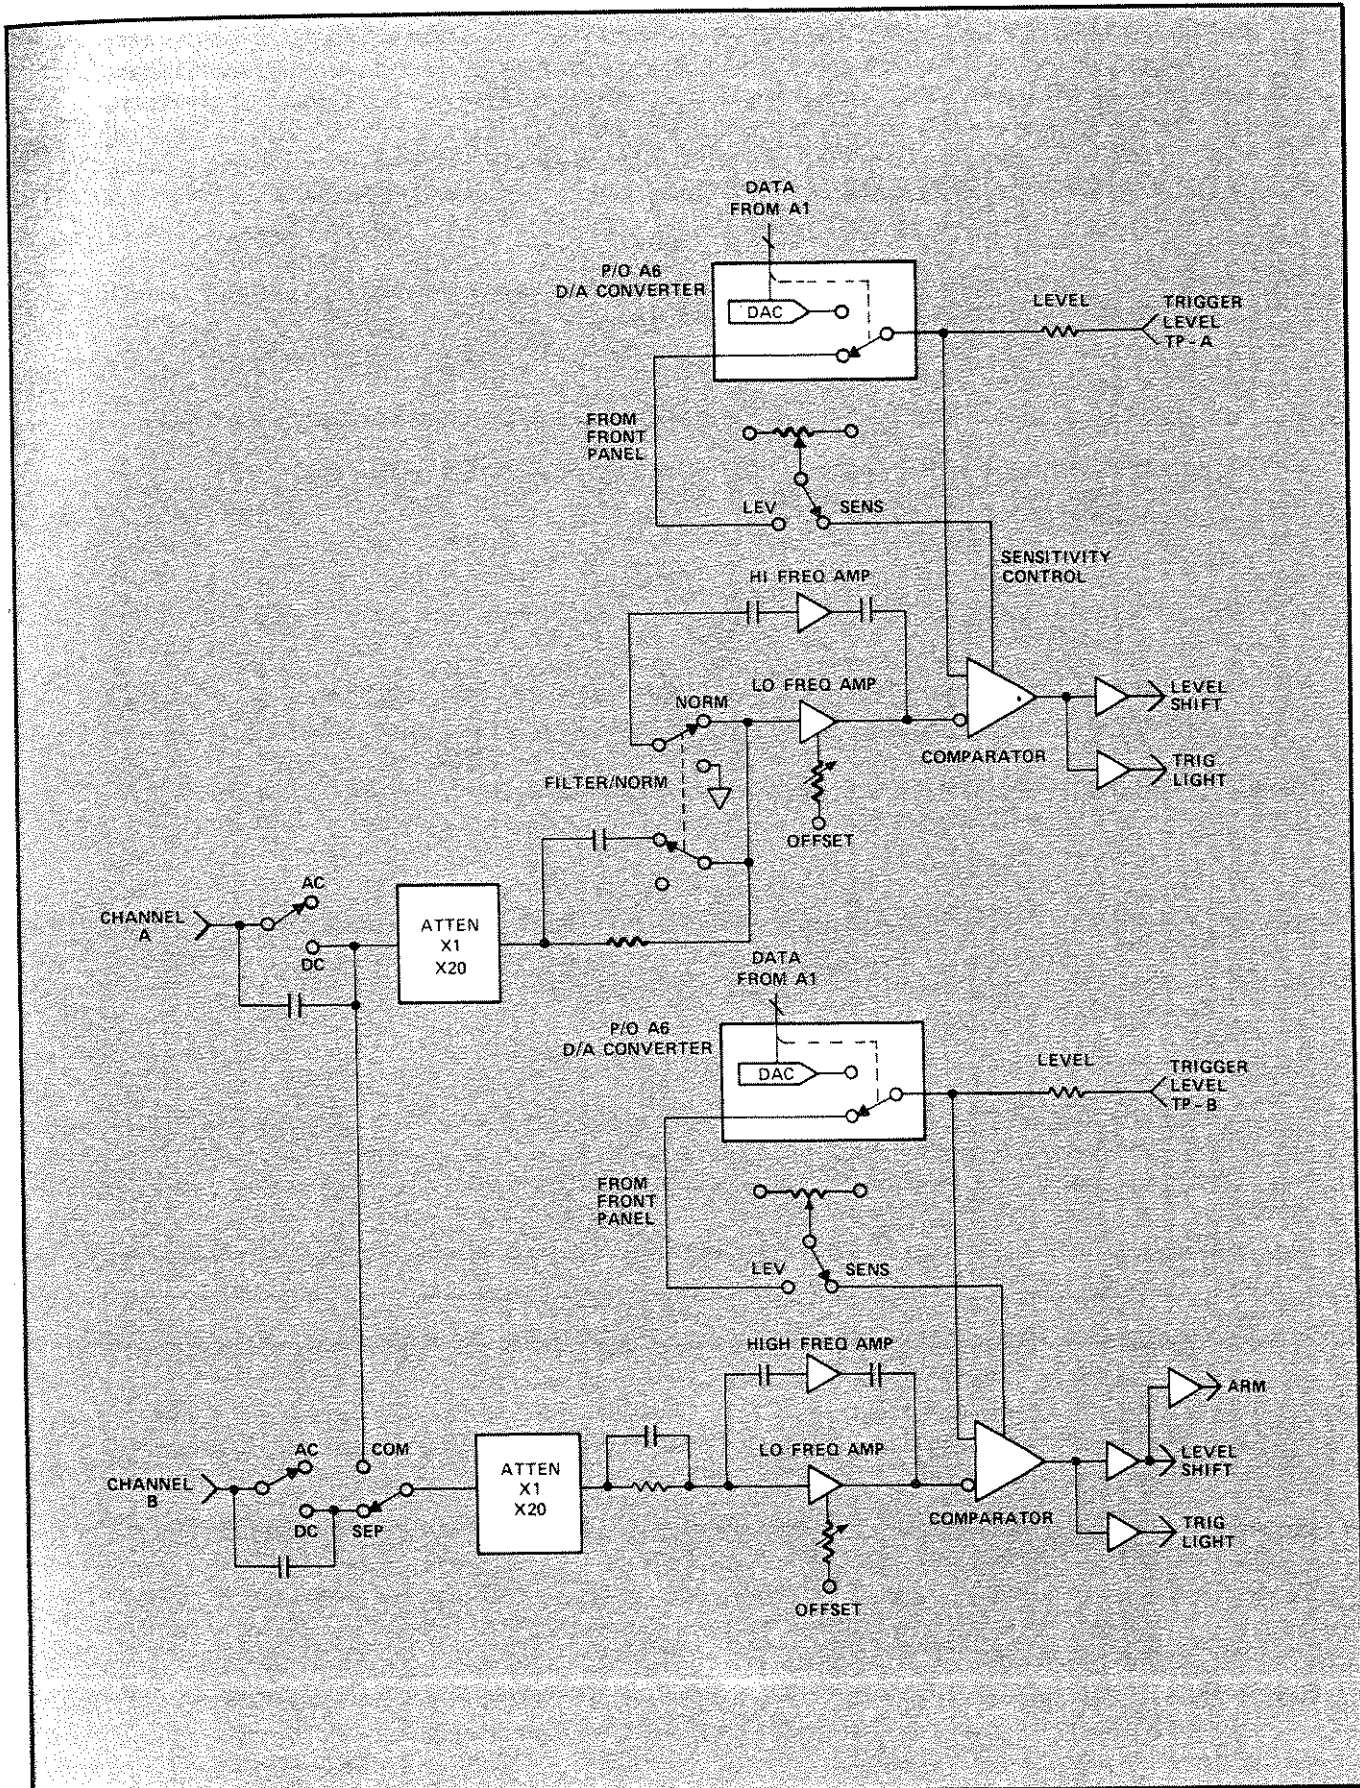 DATA
FROM A1
P/O A6
D/A CONVERTER
DAC
LEVEL
TRIGGER
LEVEL
TP-A
FROM
FRONT
PANEL
LEV
SENS
SENSITIVITY
CONTROL
HI FREQ AMP
LO FREQ AMP
NORM
LEVEL
SHIFT
COMPARATOR
TRIG
LIGHT
FILTER/NORM
OFFSET
AC
CHANNEL
A
DC
ATTEN
X1
X20
DATA
FROM A1
P/O A6
D/A CONVERTER
DAC
LEVEL
TRIGGER
LEVEL
TP-B
FROM
FRONT
PANEL
LEV
SENS
HIGH FREQ AMP
ARM
LO FREQ AMP
AC
COM
CHANNEL
B
DC
SEP
ATTEN
X1
X20
LEVEL
SHIFT
COMPARATOR
TRIG
LIGHT
OFFSET